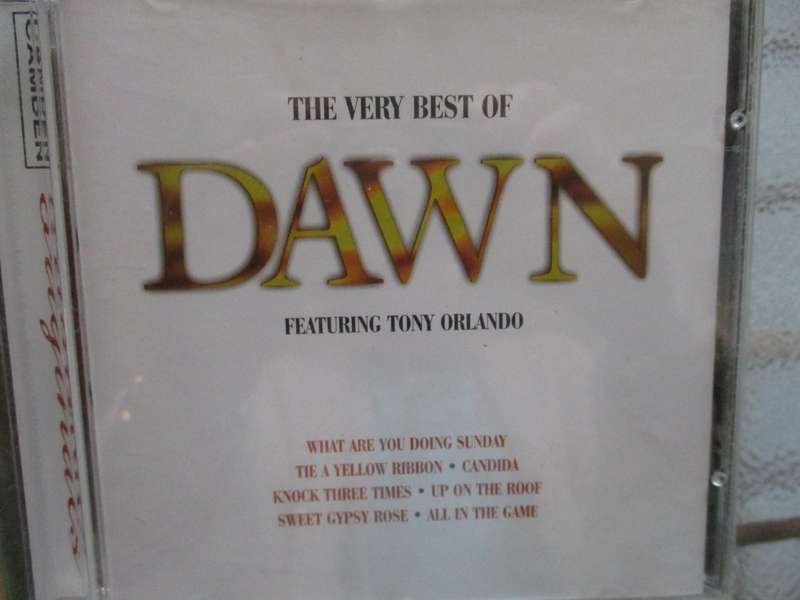 THE VERY BEST OF
DAWN
FEATURING TONY ORLANDO
WHAT ARE YOU DOING SUNDAY
TIE A YELLOW RIBBON • CANDIDA
KNOCK THREE TIMES • UP ON THE ROOF
SWEET GYPSY ROSE • ALL IN THE GAME
CAMDEN